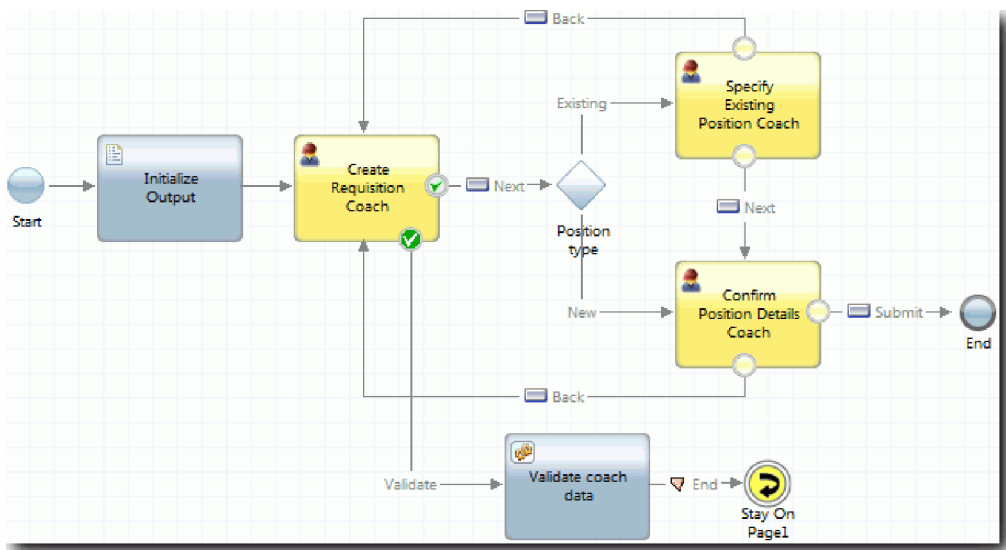 Back
Specify
Existing
Position Coach
Existing
Initialize
Output
Create
Requisition
Coach
Next
Start
Position
type
Next
Confirm
Position Details
Coach
New
Submit
End
Back
Validate
Validate coach
data
End
Stay On
Page1